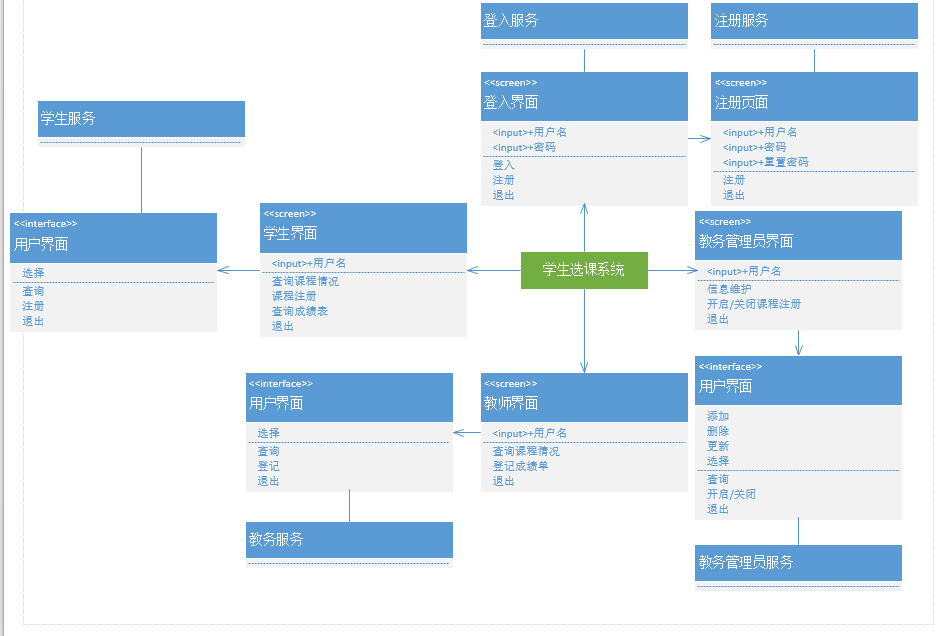 登入服务
注册服务
<<screen>>
登入界面
<input>+用户名
<input>+密码
登入
注册
退出
<<screen>>
注册页面
<input>+用户名
<input>+密码
<input>+重置密码
注册
退出
学生服务
<<interface>>
用户界面
选择
查询
注册
退出
<<screen>>
学生界面
<input>+用户名
查询课程情况
课程注册
查询成绩表
退出
学生选课系统
<<screen>>
教务管理员界面
<input>+用户名
信息维护
开启/关闭课程注册
退出
<<interface>>
用户界面
选择
查询
登记
退出
<<screen>>
教师界面
<input>+用户名
查询课程情况
登记成绩单
退出
<<interface>>
用户界面
添加
删除
更新
选择
查询
开启/关闭
退出
教务服务
教务管理员服务